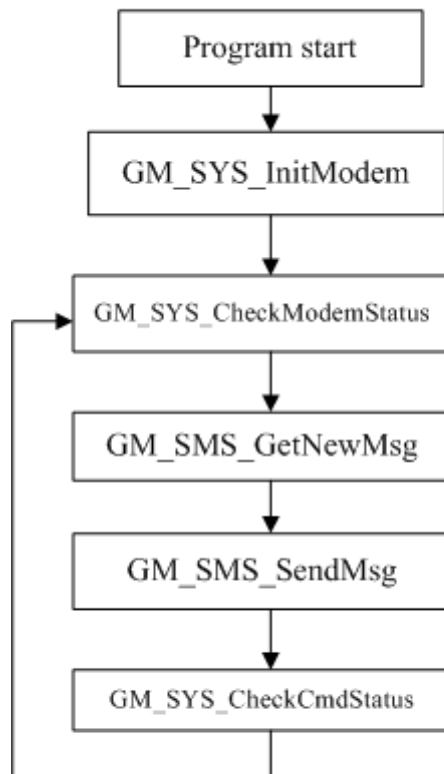 Program start
GM_SYS_InitModem
GM_SYS_CheckModemStatus
GM_SMS_GetNewMsg
GM_SMS_SendMsg
GM_SYS_CheckCmdStatus